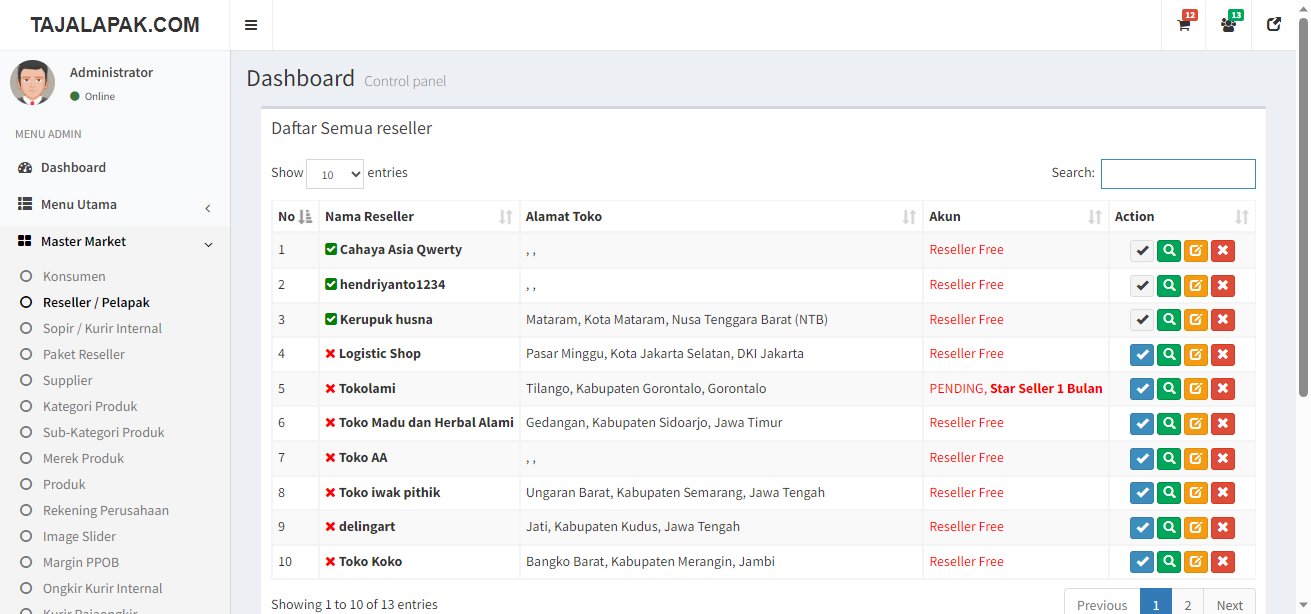 TAJALAPAK.COM
12
13
Administrator
Online
MENU ADMIN
Dashboard
Menu Utama
Master Market
Konsumen
Reseller / Pelapak
Sopir / Kurir Internal
Paket Reseller
Supplier
Kategori Produk
Sub-Kategori Produk
Merek Produk
Produk
Rekening Perusahaan
Image Slider
Margin PPOB
Ongkir Kurir Internal
Kurir Rajaongkir
Dashboard Control panel
Daftar Semua reseller
Show 10 entries Search:
No Nama Reseller Alamat Toko Akun Action
1 Cahaya Asia Qwerty , , Reseller Free
2 hendriyanto1234 , , Reseller Free
3 Kerupuk husna Mataram, Kota Mataram, Nusa Tenggara Barat (NTB) Reseller Free
4 Logistic Shop Pasar Minggu, Kota Jakarta Selatan, DKI Jakarta Reseller Free
5 Tokolami Tilango, Kabupaten Gorontalo, Gorontalo PENDING, Star Seller 1 Bulan
6 Toko Madu dan Herbal Alami Gedangan, Kabupaten Sidoarjo, Jawa Timur Reseller Free
7 Toko AA , , Reseller Free
8 Toko iwak pithik Ungaran Barat, Kabupaten Semarang, Jawa Tengah Reseller Free
9 delingart Jati, Kabupaten Kudus, Jawa Tengah Reseller Free
10 Toko Koko Bangko Barat, Kabupaten Merangin, Jambi Reseller Free
Showing 1 to 10 of 13 entries Previous 1 2 Next